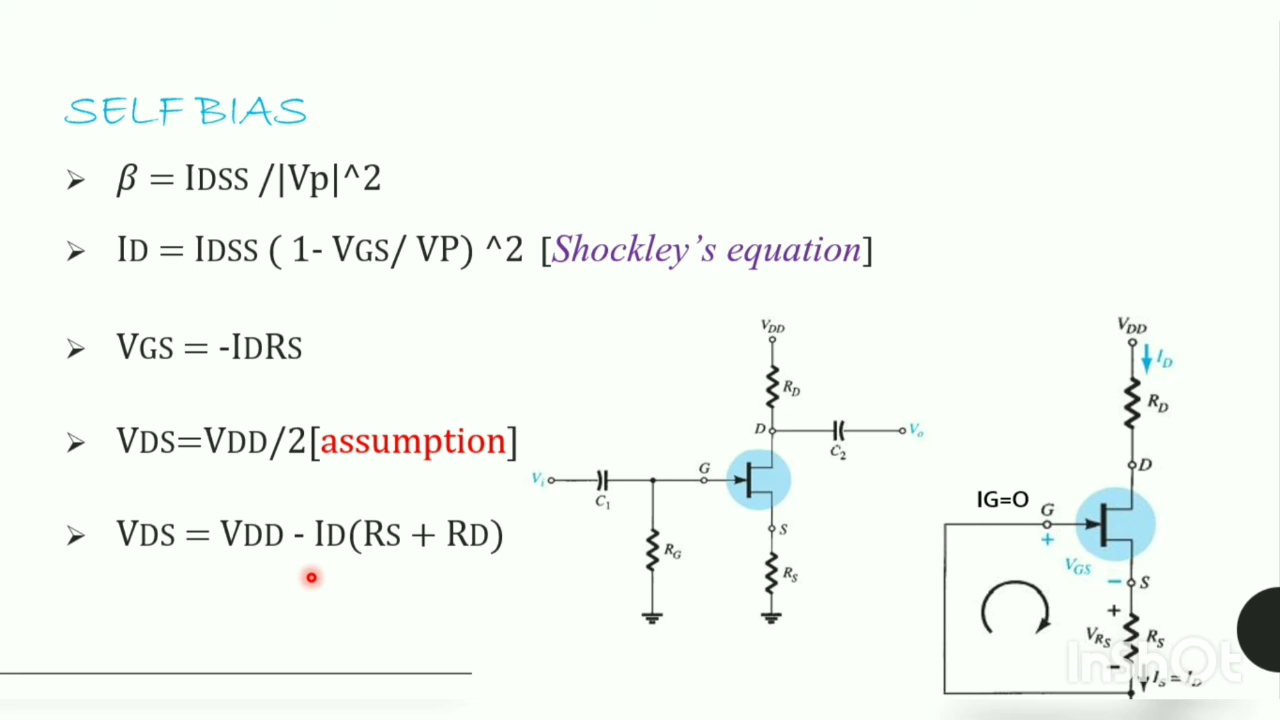 SELF BIAS
β = IDSS /|Vp|^2
ID = IDSS ( 1- VGS/ VP) ^2 [Shockley's equation]
VGS = -IDRS
VDS=VDD/2[assumption]
VDS = VDD - ID(RS + RD)
VDD
RD
D
Vo
C2
G
Vi
C1
S
RG
RS
VDD
ID
RD
D
IG=O
G
+
VGS
−
S
+
VRS
RS
−
IS = ID
InShOt